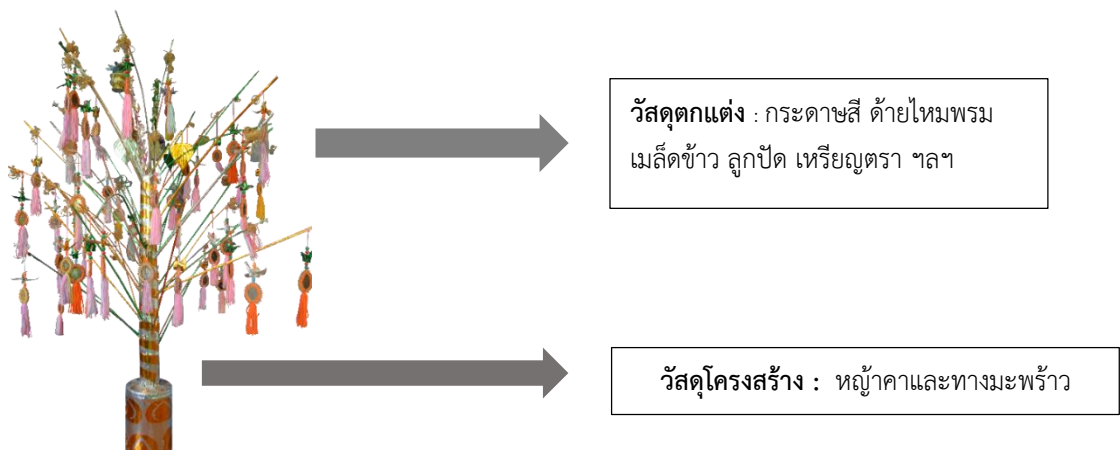 วัสดุตกแต่ง : กระดาษสี ด้ายไหมพรม
เมล็ดข้าว ลูกปัด เหรียญตรา ฯลฯ
วัสดุโครงสร้าง : หญ้าคาและทางมะพร้าว